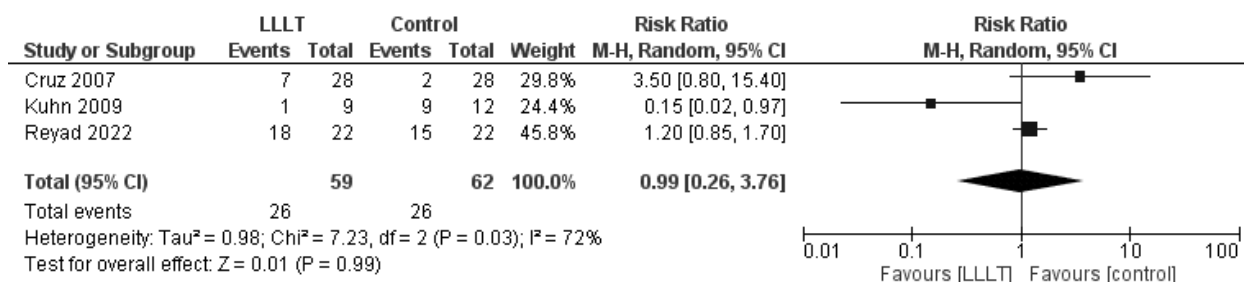 LLLT Control Risk Ratio Risk Ratio
Study or Subgroup Events Total Events Total Weight M-H, Random, 95% CI M-H, Random, 95% CI
Cruz 2007 7 28 2 28 29.8% 3.50 [0.80, 15.40]
Kuhn 2009 1 9 9 12 24.4% 0.15 [0.02, 0.97]
Reyad 2022 18 22 15 22 45.8% 1.20 [0.85, 1.70]
Total (95% CI) 59 62 100.0% 0.99 [0.26, 3.76]
Total events 26 26
Heterogeneity: Tau² = 0.98; Chi² = 7.23, df = 2 (P = 0.03); I² = 72%
Test for overall effect: Z = 0.01 (P = 0.99)
0.01 0.1 1 10 100
Favours [LLLT] Favours [control]